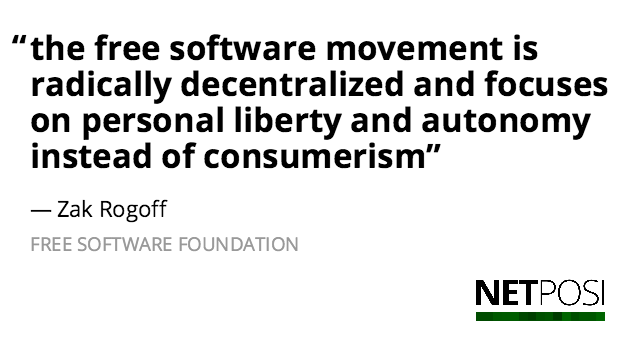 “the free software movement is
radically decentralized and focuses
on personal liberty and autonomy
instead of consumerism”
— Zak Rogoff
FREE SOFTWARE FOUNDATION
NETPOSI